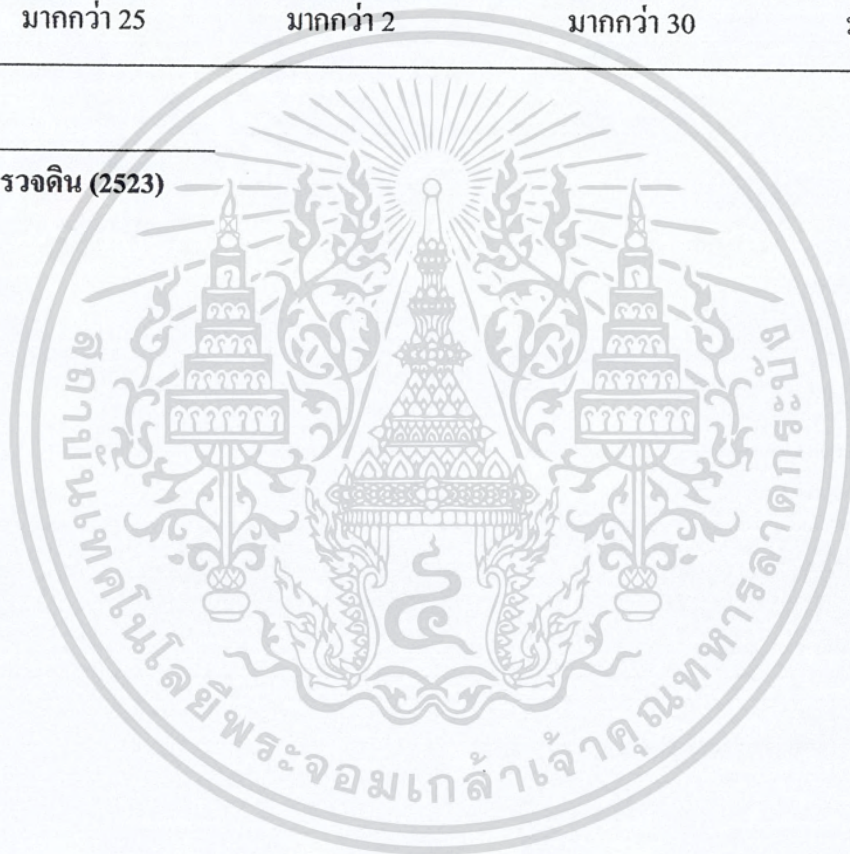 มากกว่า 25 มากกว่า 2 มากกว่า 30
รวจดิน (2523)
สถาบันเทคโนโลยีพระจอมเกล้าเจ้าคุณทหารลาดกระบัง
๔